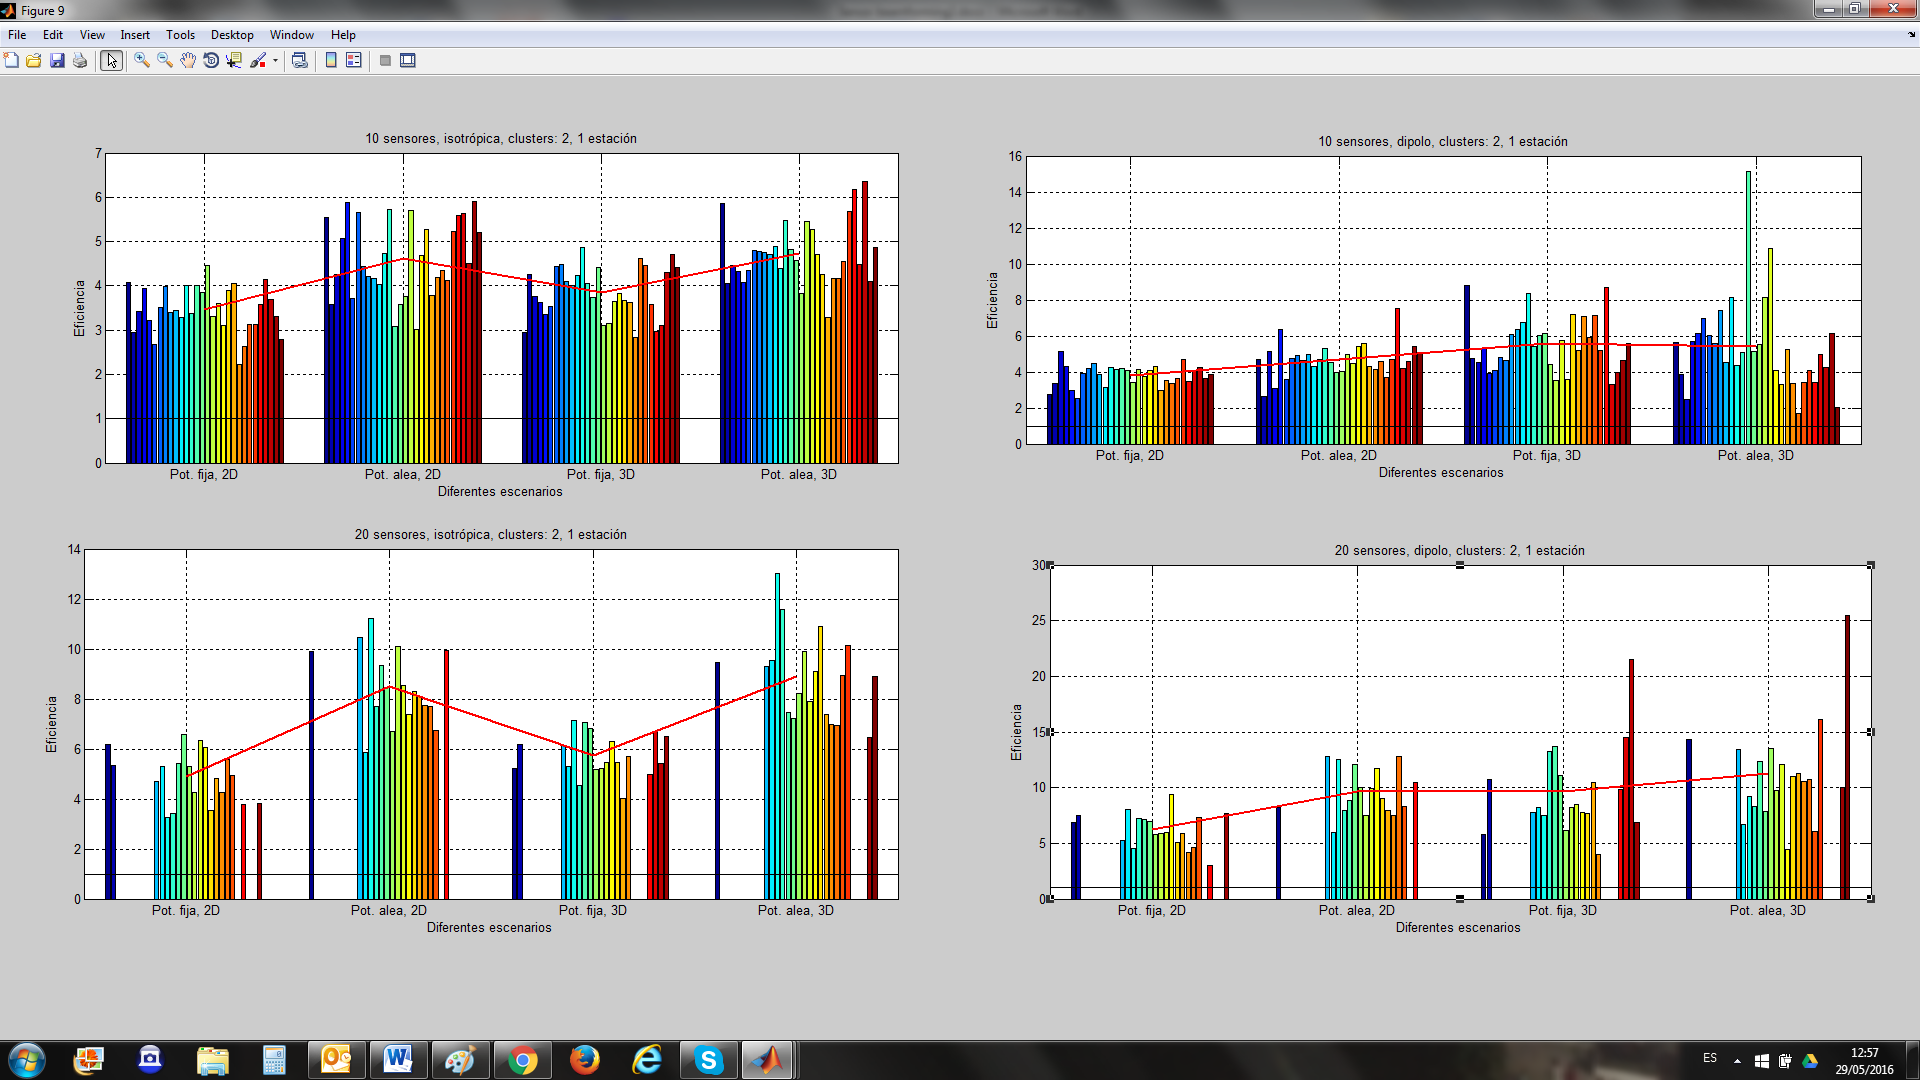 Figure 9
File Edit View Insert Tools Desktop Window Help
10 sensores, isotrópica, clusters: 2, 1 estación
7
6
5
4
3
2
1
0
Eficiencia
Pot. fija, 2D
Pot. alea, 2D
Pot. fija, 3D
Pot. alea, 3D
Diferentes escenarios
10 sensores, dipolo, clusters: 2, 1 estación
16
14
12
10
8
6
4
2
0
Eficiencia
Pot. fija, 2D
Pot. alea, 2D
Pot. fija, 3D
Pot. alea, 3D
Diferentes escenarios
20 sensores, isotrópica, clusters: 2, 1 estación
14
12
10
8
6
4
2
0
Eficiencia
Pot. fija, 2D
Pot. alea, 2D
Pot. fija, 3D
Pot. alea, 3D
Diferentes escenarios
20 sensores, dipolo, clusters: 2, 1 estación
30
25
20
15
10
5
0
Eficiencia
Pot. fija, 2D
Pot. alea, 2D
Pot. fija, 3D
Pot. alea, 3D
Diferentes escenarios
ES
12:57
29/05/2016